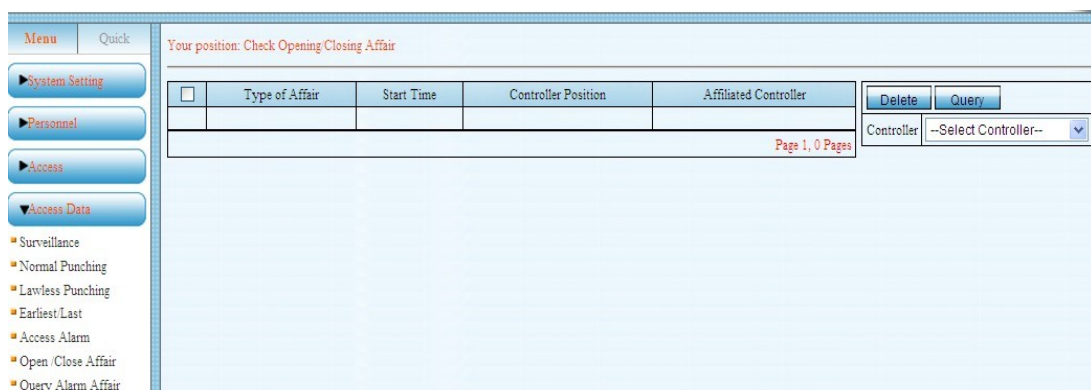 Menu Quick
Your position: Check Opening/Closing Affair
System Setting
Personnel
Access
Access Data
Surveillance
Normal Punching
Lawless Punching
Earliest/Last
Access Alarm
Open /Close Affair
Query Alarm Affair
Type of Affair Start Time Controller Position Affiliated Controller
Page 1, 0 Pages
Delete Query
Controller --Select Controller--